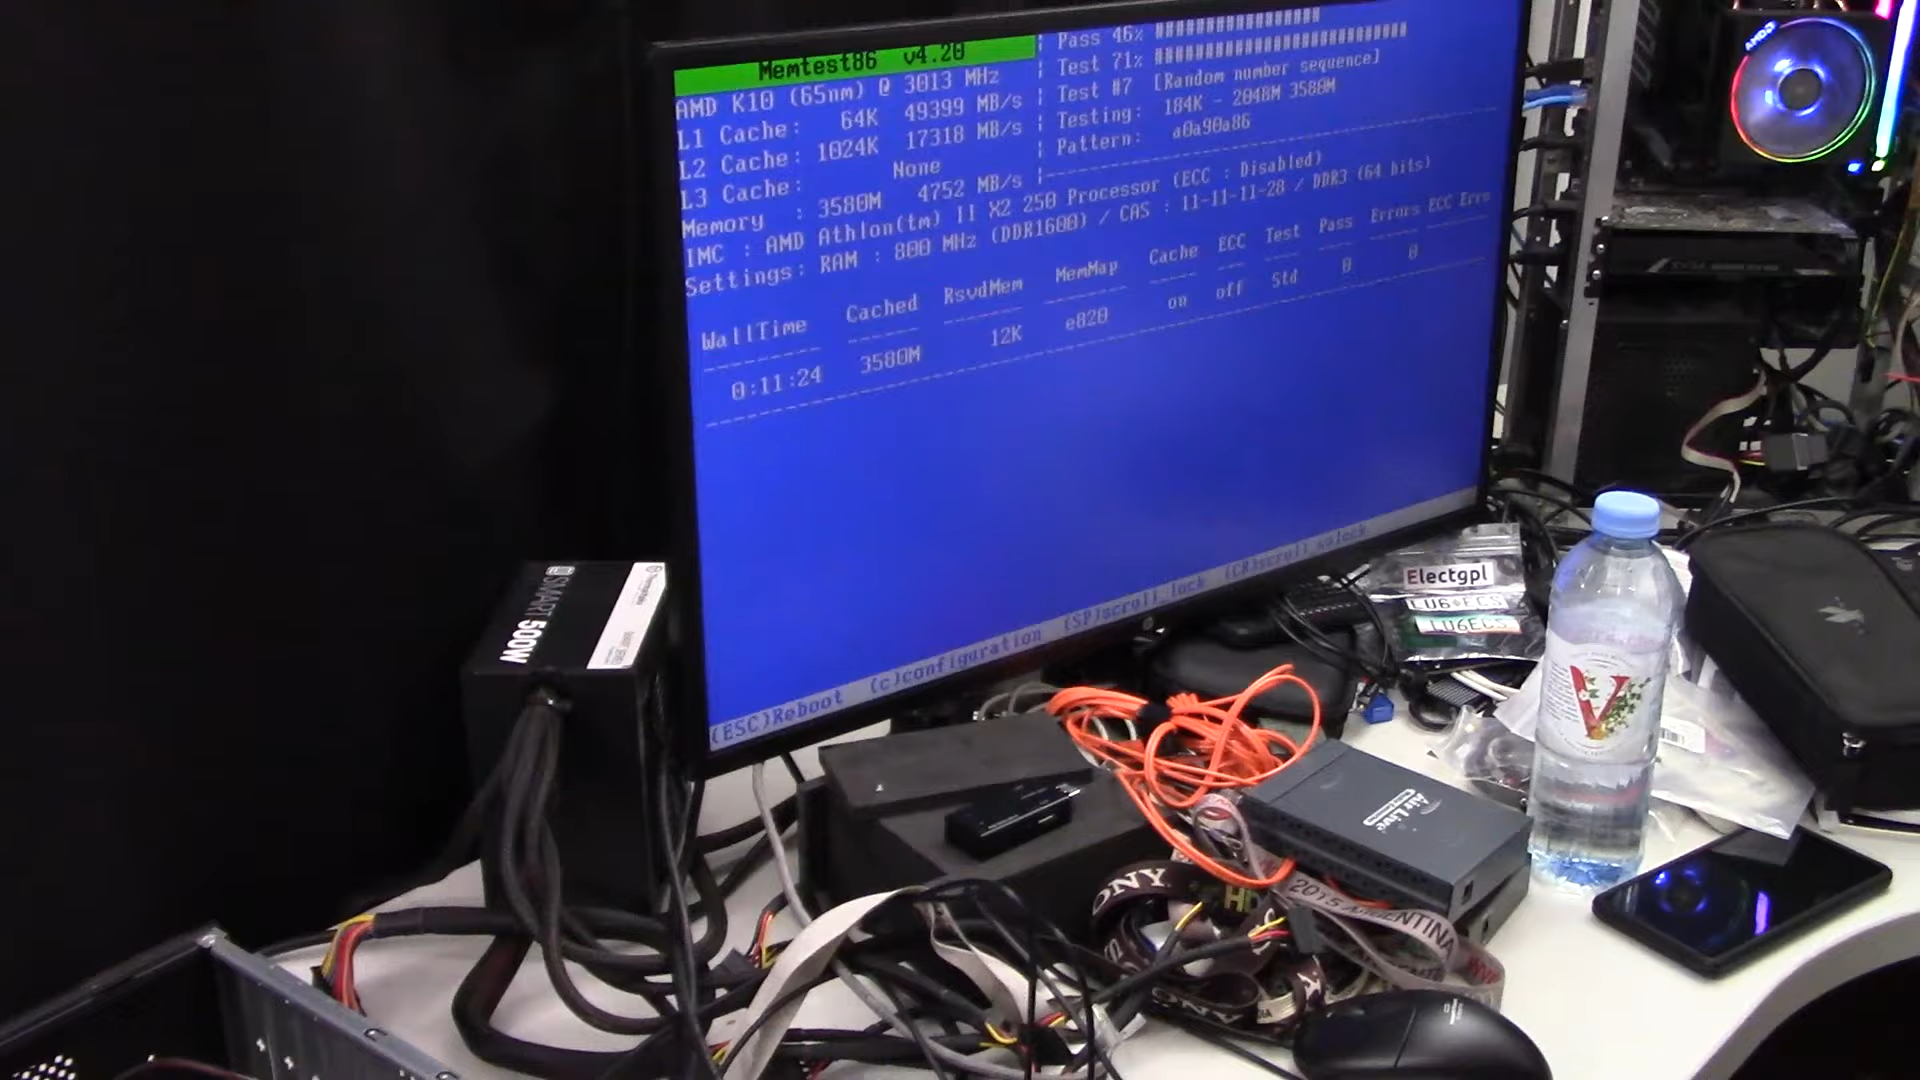 Memtest86 v4.20
Pass 46%
AMD K10 (65nm) @ 3013 MHz
Test 71%
L1 Cache: 64K 49399 MB/s
Test #7 [Random number sequence]
L2 Cache: 1024K 17318 MB/s
Testing: 184K - 2048M 3580M
L3 Cache: None
Pattern: a0a90a86
Memory : 3580M 4752 MB/s
IMC : AMD Athlon(tm) II X2 250 Processor (ECC : Disabled)
Settings: RAM : 800 MHz (DDR1600) / CAS : 11-11-11-28 / DDR3 (64 bits)
WallTime Cached RsvdMem MemMap Cache ECC Test Pass Errors ECC Errs
0:11:24 3580M 12K e820 on off Std 0 0
(ESC)Reboot (c)configuration (SP)scroll_lock (CR)scroll_unlock
AMD
SMART 500W
Electgpl
LU6ECS
V
Air Live
SONY
HD
2015 ARGENTINA
SONY